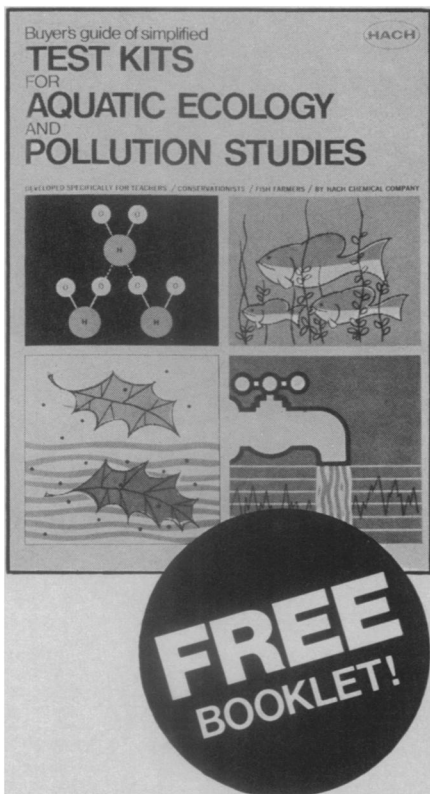 Buyer's guide of simplified
HACH
TEST KITS
FOR
AQUATIC ECOLOGY
AND
POLLUTION STUDIES
DEVELOPED SPECIFICALLY FOR TEACHERS / CONSERVATIONISTS / FISH FARMERS / BY HACH CHEMICAL COMPANY
O O
N
O O O O
N N
FREE
BOOKLET!